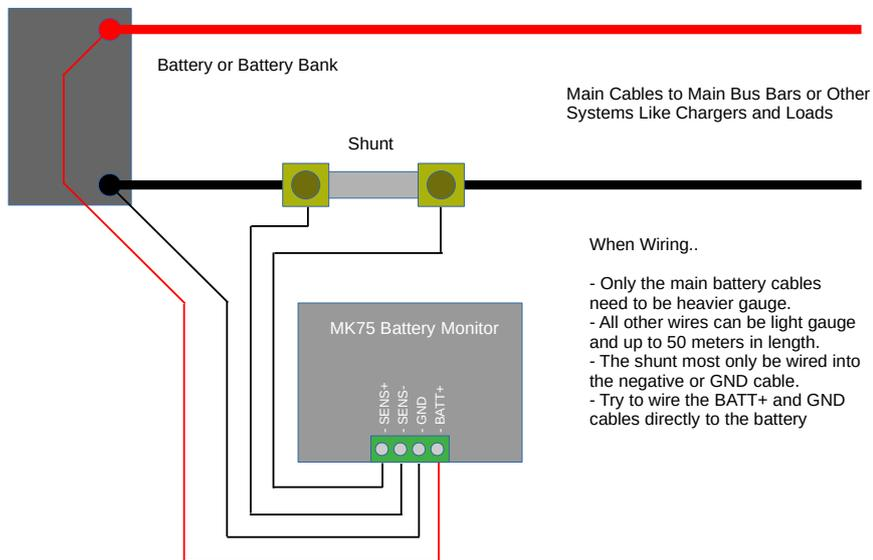 Battery or Battery Bank
Main Cables to Main Bus Bars or Other
Systems Like Chargers and Loads
Shunt
When Wiring..
- Only the main battery cables
need to be heavier gauge.
- All other wires can be light gauge
and up to 50 meters in length.
- The shunt most only be wired into
the negative or GND cable.
- Try to wire the BATT+ and GND
cables directly to the battery
MK75 Battery Monitor
- SENS+
- SENS-
- GND
- BATT+